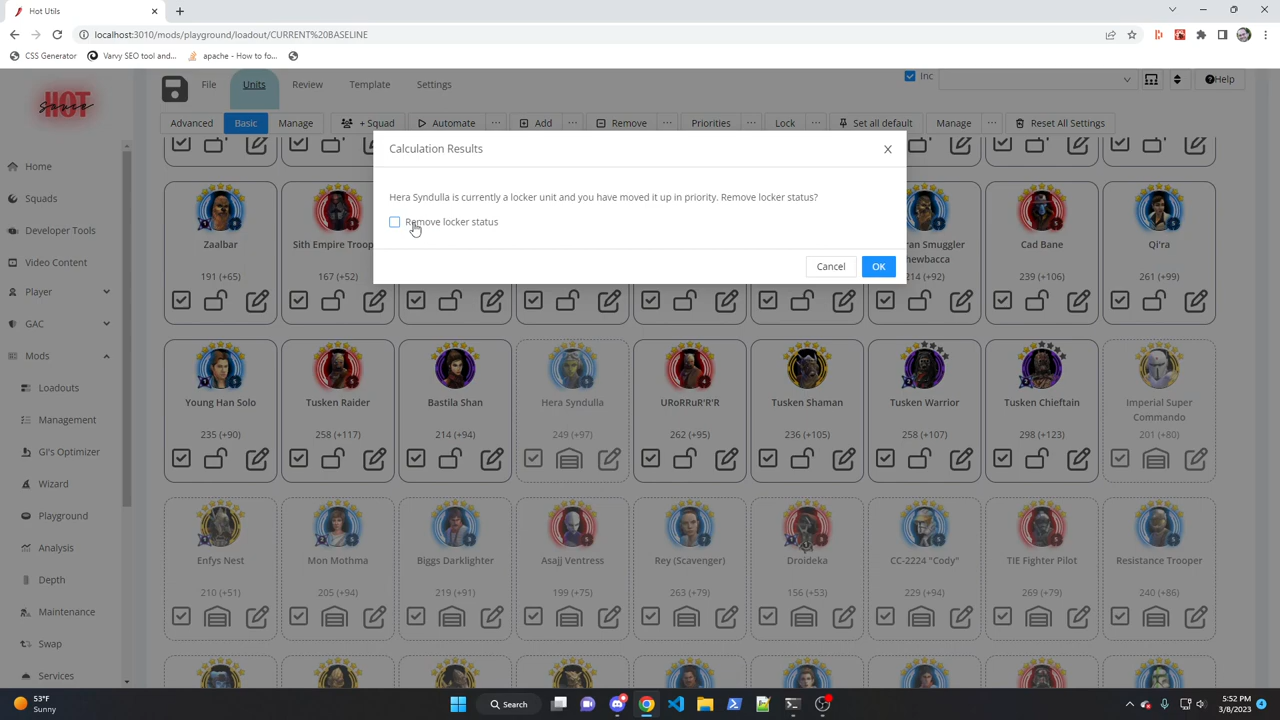 Hot Utils
localhost:3010/mods/playground/loadout/CURRENT%20BASELINE
CSS Generator
Varvy SEO tool and...
apache - How to fo...
HOT
sauce
File
Units
Review
Template
Settings
Inc
Help
Advanced
Basic
Manage
+ Squad
Automate
Add
Remove
Priorities
Lock
Set all default
Manage
Reset All Settings
Home
Squads
Developer Tools
Video Content
Player
GAC
Mods
Loadouts
Management
GI's Optimizer
Wizard
Playground
Analysis
Depth
Maintenance
Swap
Services
Calculation Results
Hera Syndulla is currently a locker unit and you have moved it up in priority. Remove locker status?
Remove locker status
Cancel
OK
Zaalbar
191 (+65)
Sith Empire Troop
167 (+52)
Smuggler
214 (+92)
Cad Bane
239 (+106)
Qi'ra
261 (+99)
Young Han Solo
235 (+90)
Tusken Raider
258 (+117)
Bastila Shan
214 (+94)
Hera Syndulla
249 (+97)
URoRRuR'R'R
262 (+95)
Tusken Shaman
236 (+105)
Tusken Warrior
258 (+107)
Tusken Chieftain
298 (+123)
Imperial Super
Commando
201 (+80)
Enfys Nest
210 (+51)
Mon Mothma
205 (+94)
Biggs Darklighter
219 (+91)
Asajj Ventress
199 (+75)
Rey (Scavenger)
263 (+79)
Droideka
156 (+53)
CC-2224 "Cody"
229 (+94)
TIE Fighter Pilot
269 (+79)
Resistance Trooper
240 (+86)
53°F
Sunny
Search
5:52 PM
3/8/2023